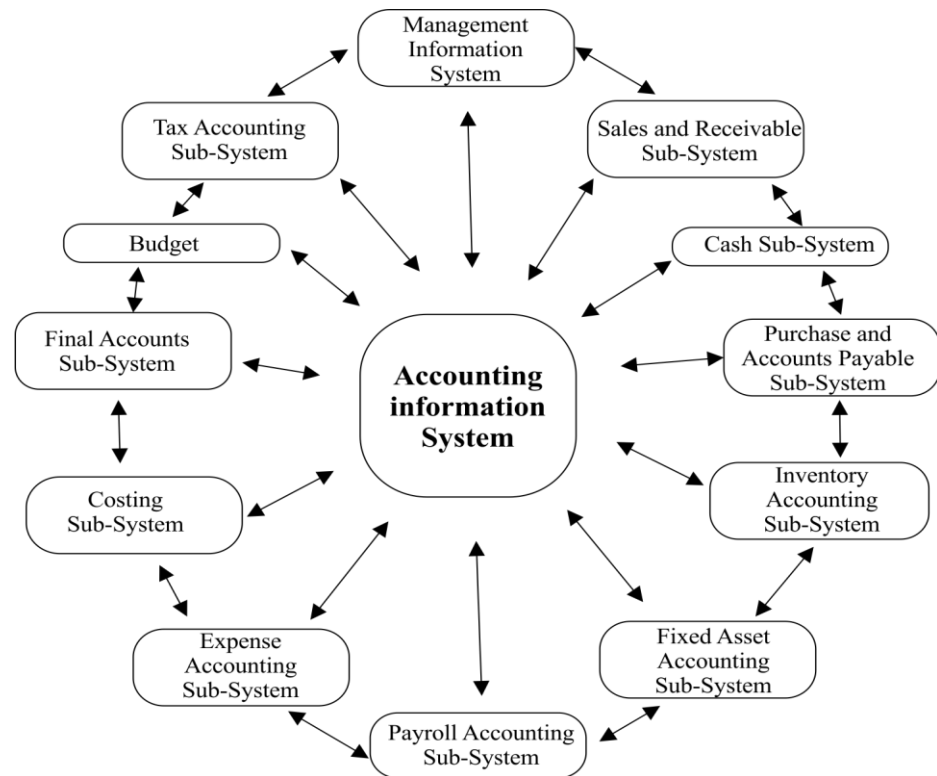 Management
Information
System
Tax Accounting
Sub-System
Sales and Receivable
Sub-System
Budget
Cash Sub-System
Final Accounts
Sub-System
Accounting
information
System
Purchase and
Accounts Payable
Sub-System
Costing
Sub-System
Inventory
Accounting
Sub-System
Expense
Accounting
Sub-System
Fixed Asset
Accounting
Sub-System
Payroll Accounting
Sub-System